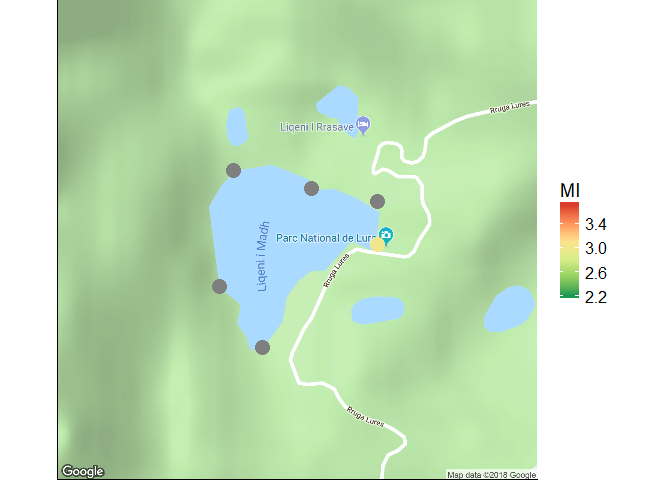 Rruga Lures
Liqeni I Rrasave
MI
3.4
Parc National de Lure
3.0
Liqeni i Madh
Rruga Lures
2.6
2.2
Rruga Lures
Google
Map data ©2018 Google